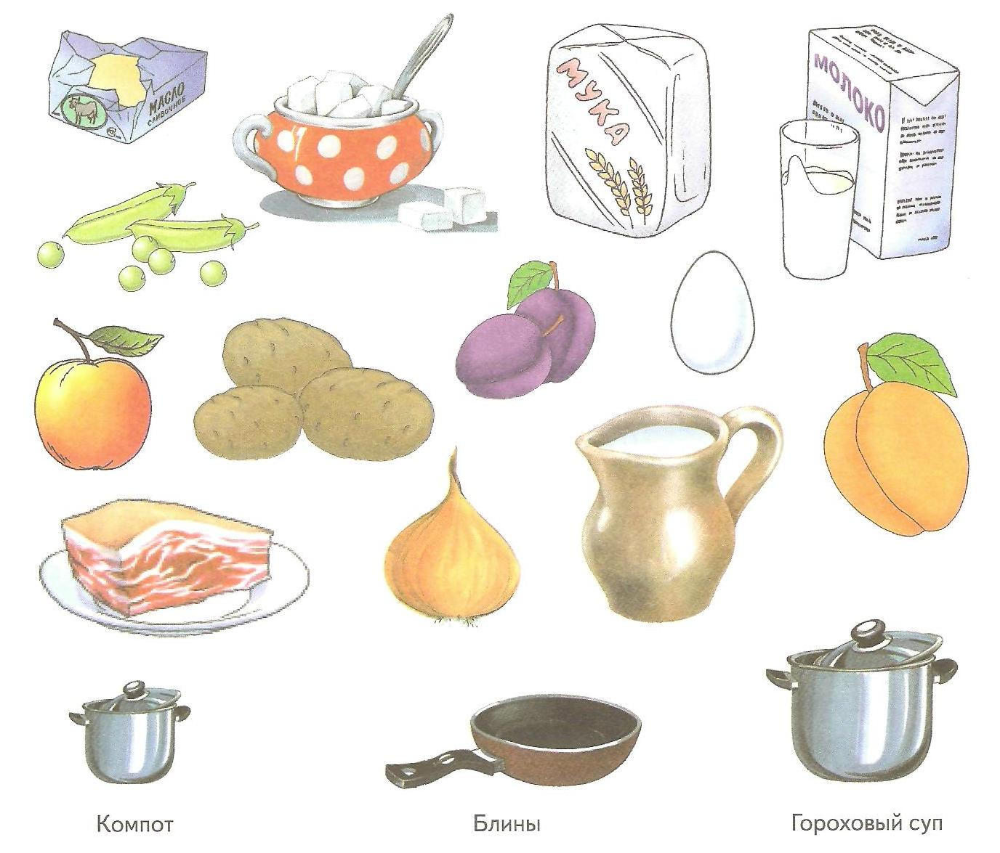 МАСЛО
СЛИВОЧНОЕ
МУКА
МОЛОКО
Компот
Блины
Гороховый суп